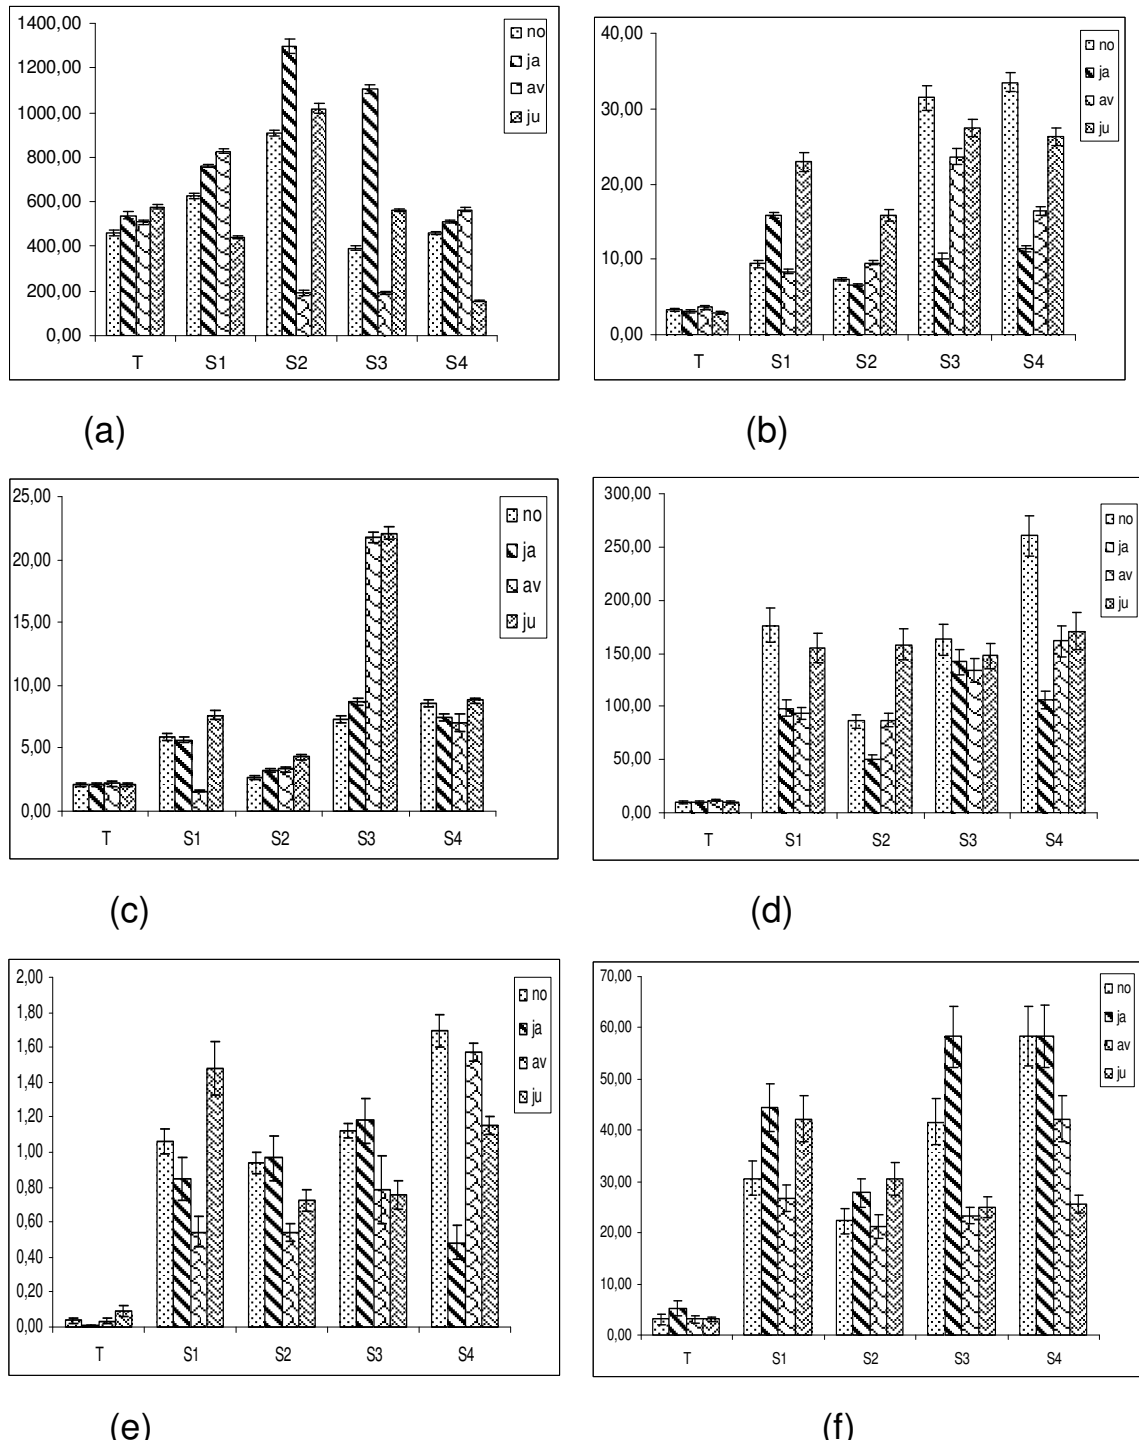 1400,00
1200,00
1000,00
800,00
600,00
400,00
200,00
0,00
T S1 S2 S3 S4
no
ja
av
ju
(a)
40,00
30,00
20,00
10,00
0,00
T S1 S2 S3 S4
no
ja
av
ju
(b)
25,00
20,00
15,00
10,00
5,00
0,00
T S1 S2 S3 S4
no
ja
av
ju
(c)
300,00
250,00
200,00
150,00
100,00
50,00
0,00
T S1 S2 S3 S4
no
ja
av
ju
(d)
2,00
1,80
1,60
1,40
1,20
1,00
0,80
0,60
0,40
0,20
0,00
T S1 S2 S3 S4
no
ja
av
ju
(e)
70,00
60,00
50,00
40,00
30,00
20,00
10,00
0,00
T S1 S2 S3 S4
no
ja
av
ju
(f)